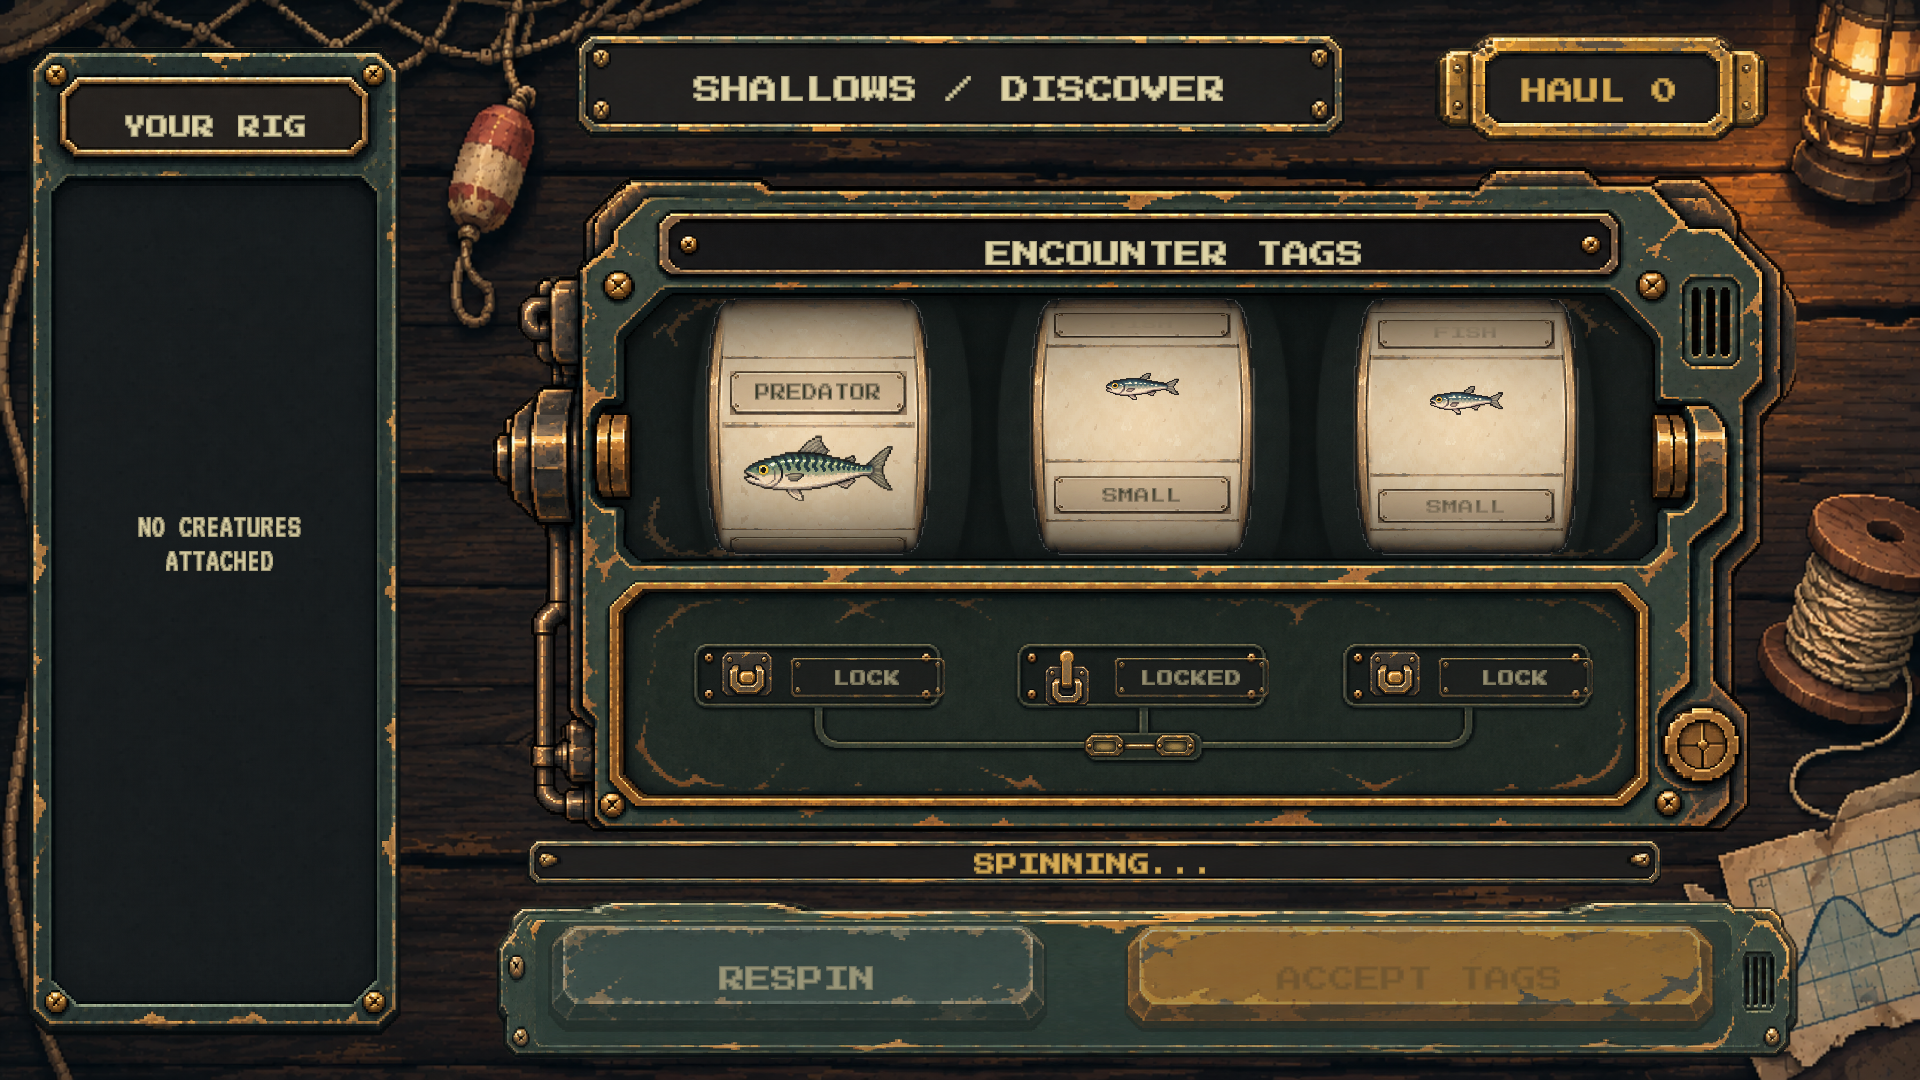 YOUR RIG
NO CREATURES
ATTACHED
SHALLOWS / DISCOVER
HAUL 0
ENCOUNTER TAGS
FISH
PREDATOR
SMALL
SMALL
LOCK
LOCKED
LOCK
SPINNING...
RESPIN
ACCEPT TAGS